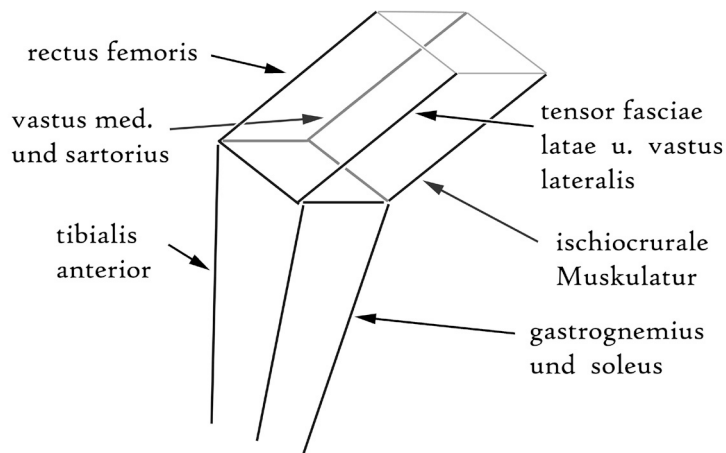 rectus femoris
vastus med.
und sartorius
tibialis
anterior
tensor fasciae
latae u. vastus
lateralis
ischiocrurale
Muskulatur
gastrognemius
und soleus